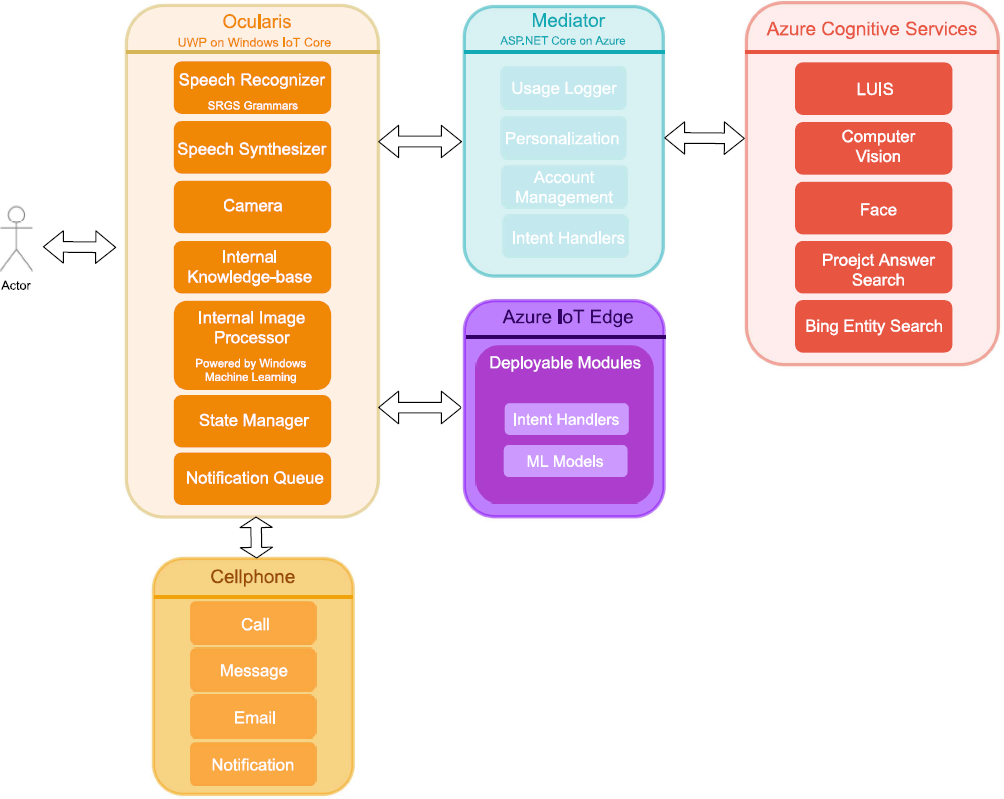 Actor
Ocularis
UWP on Windows IoT Core
Speech Recognizer
SRGS Grammars
Speech Synthesizer
Camera
Internal
Knowledge-base
Internal Image
Processor
Powered by Windows
Machine Learning
State Manager
Notification Queue
Mediator
ASP.NET Core on Azure
Usage Logger
Personalization
Account
Management
Intent Handlers
Azure Cognitive Services
LUIS
Computer
Vision
Face
Proejct Answer
Search
Bing Entity Search
Azure IoT Edge
Deployable Modules
Intent Handlers
ML Models
Cellphone
Call
Message
Email
Notification